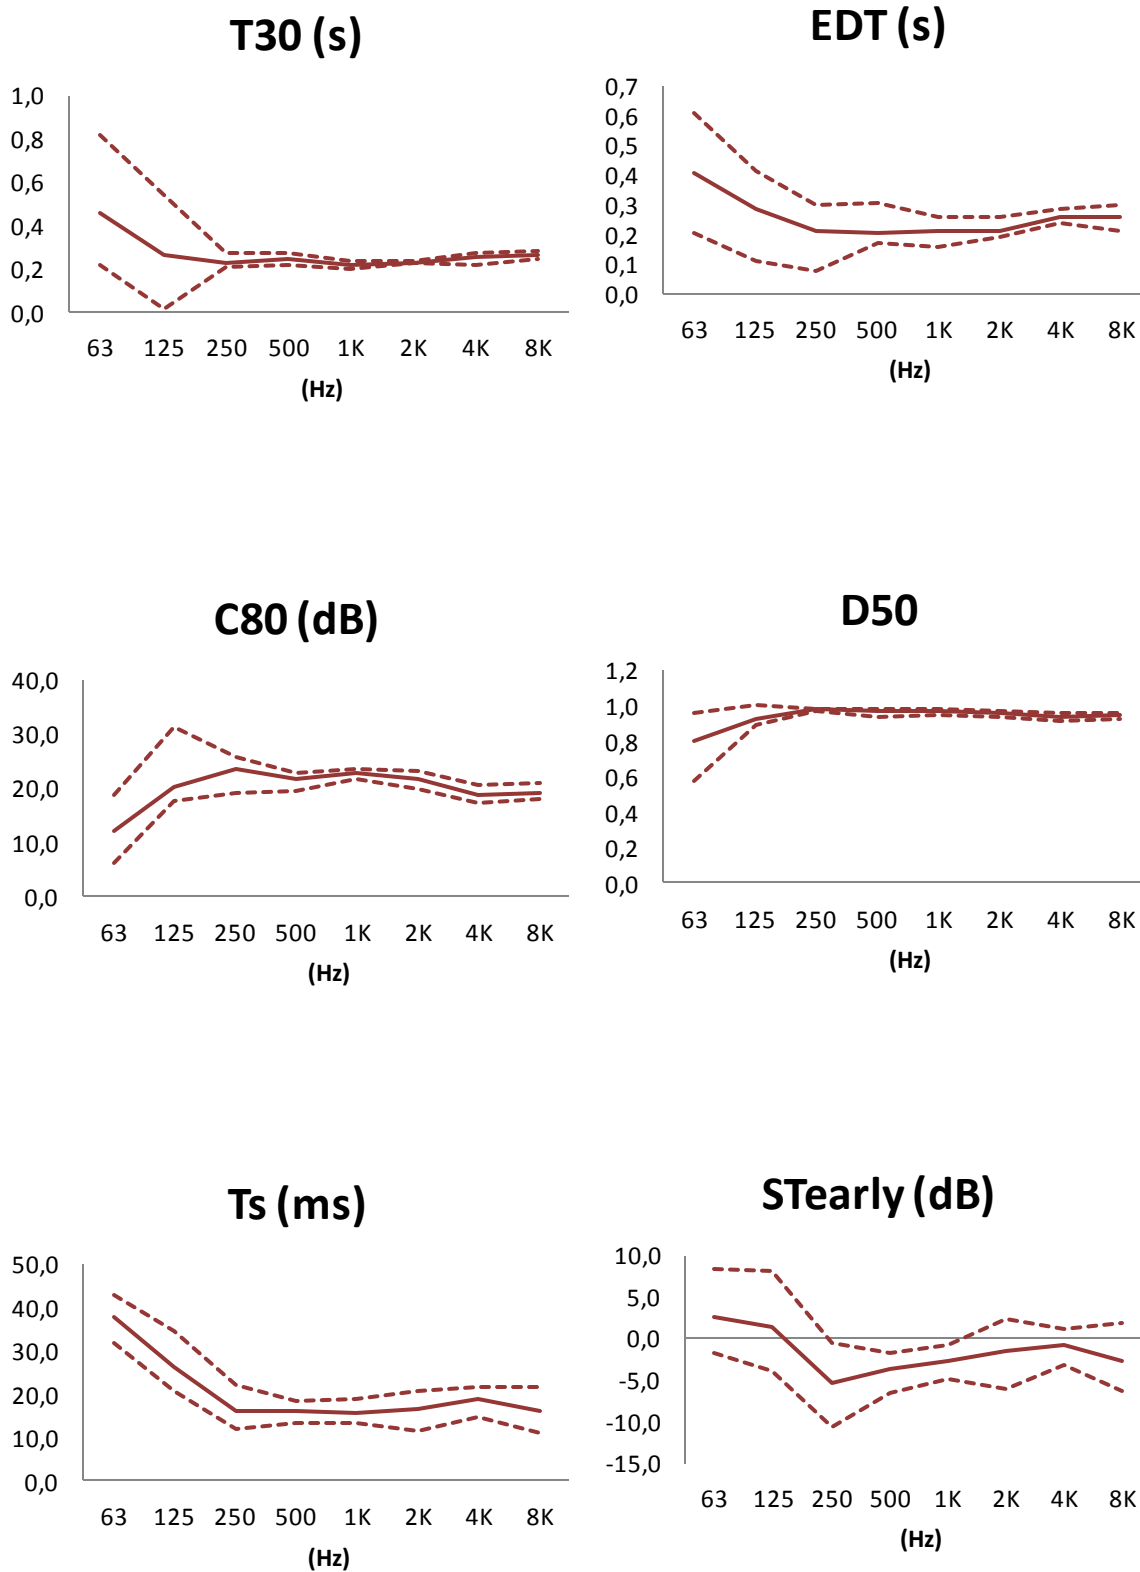 T30 (s)
1,0
0,8
0,6
0,4
0,2
0,0
63 125 250 500 1K 2K 4K 8K
(Hz)
EDT (s)
0,7
0,6
0,5
0,4
0,3
0,2
0,1
0,0
63 125 250 500 1K 2K 4K 8K
(Hz)
C80 (dB)
40,0
30,0
20,0
10,0
0,0
63 125 250 500 1K 2K 4K 8K
(Hz)
D50
1,2
1,0
0,8
0,6
0,4
0,2
0,0
63 125 250 500 1K 2K 4K 8K
(Hz)
Ts (ms)
50,0
40,0
30,0
20,0
10,0
0,0
63 125 250 500 1K 2K 4K 8K
(Hz)
STearly (dB)
10,0
5,0
0,0
-5,0
-10,0
-15,0
63 125 250 500 1K 2K 4K 8K
(Hz)